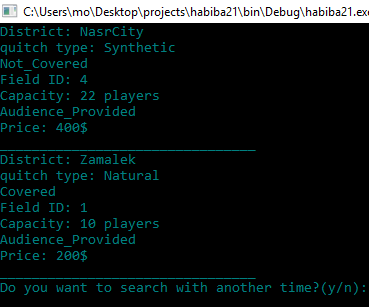 C:\Users\mo\Desktop\projects\habiba21\bin\Debug\habiba21.exe
District: NasrCity
quitch type: Synthetic
Not_Covered
Field ID: 4
Capacity: 22 players
Audience_Provided
Price: 400$
________________________________
District: Zamalek
quitch type: Natural
Covered
Field ID: 1
Capacity: 10 players
Audience_Provided
Price: 200$
________________________________
Do you want to search with another time?(y/n):